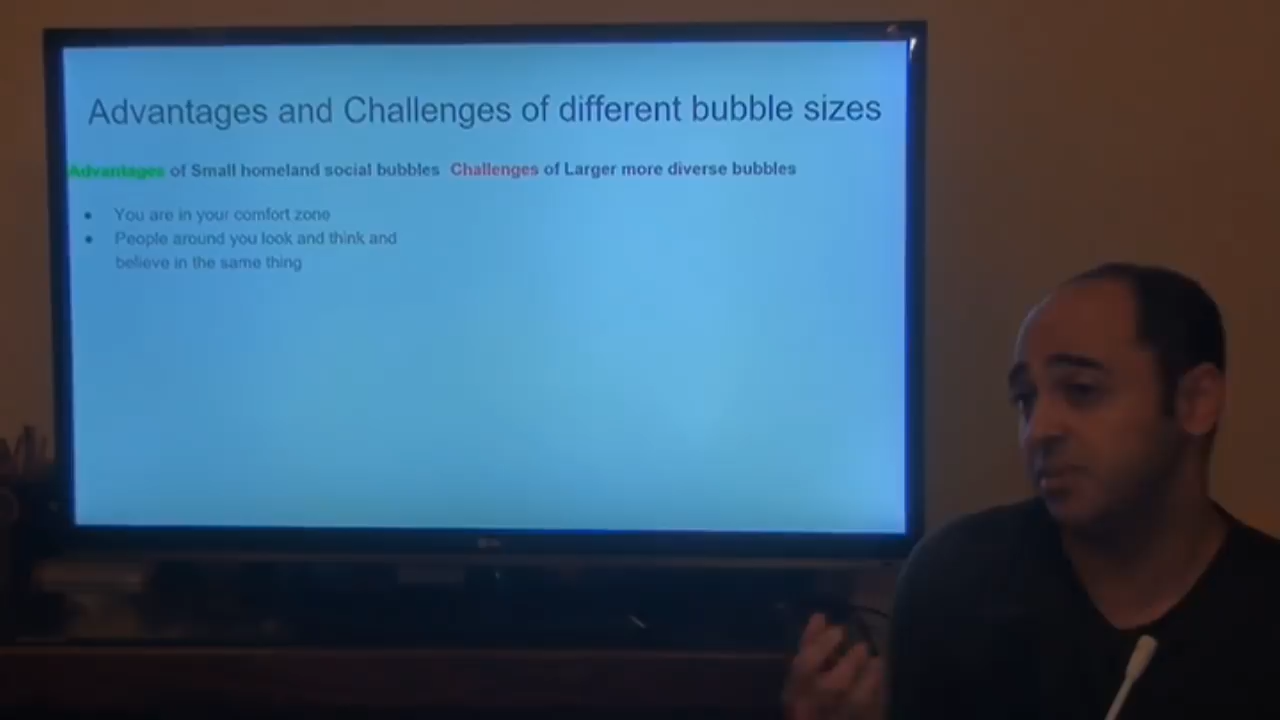 Advantages and Challenges of different bubble sizes
Advantages of Small homeland social bubbles
Challenges of Larger more diverse bubbles
• You are in your comfort zone
• People around you look and think and
believe in the same thing